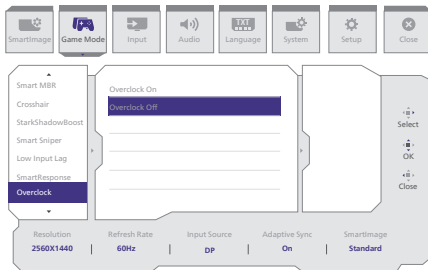 SmartImage
Game Mode
Input
Audio
TXT
Language
System
Setup
Close
Smart MBR
Crosshair
StarkShadowBoost
Smart Sniper
Low Input Lag
SmartResponse
Overclock
Overclock On
Overclock Off
Select
OK
Close
Resolution
Refresh Rate
Input Source
Adaptive Sync
SmartImage
2560X1440
60Hz
DP
On
Standard